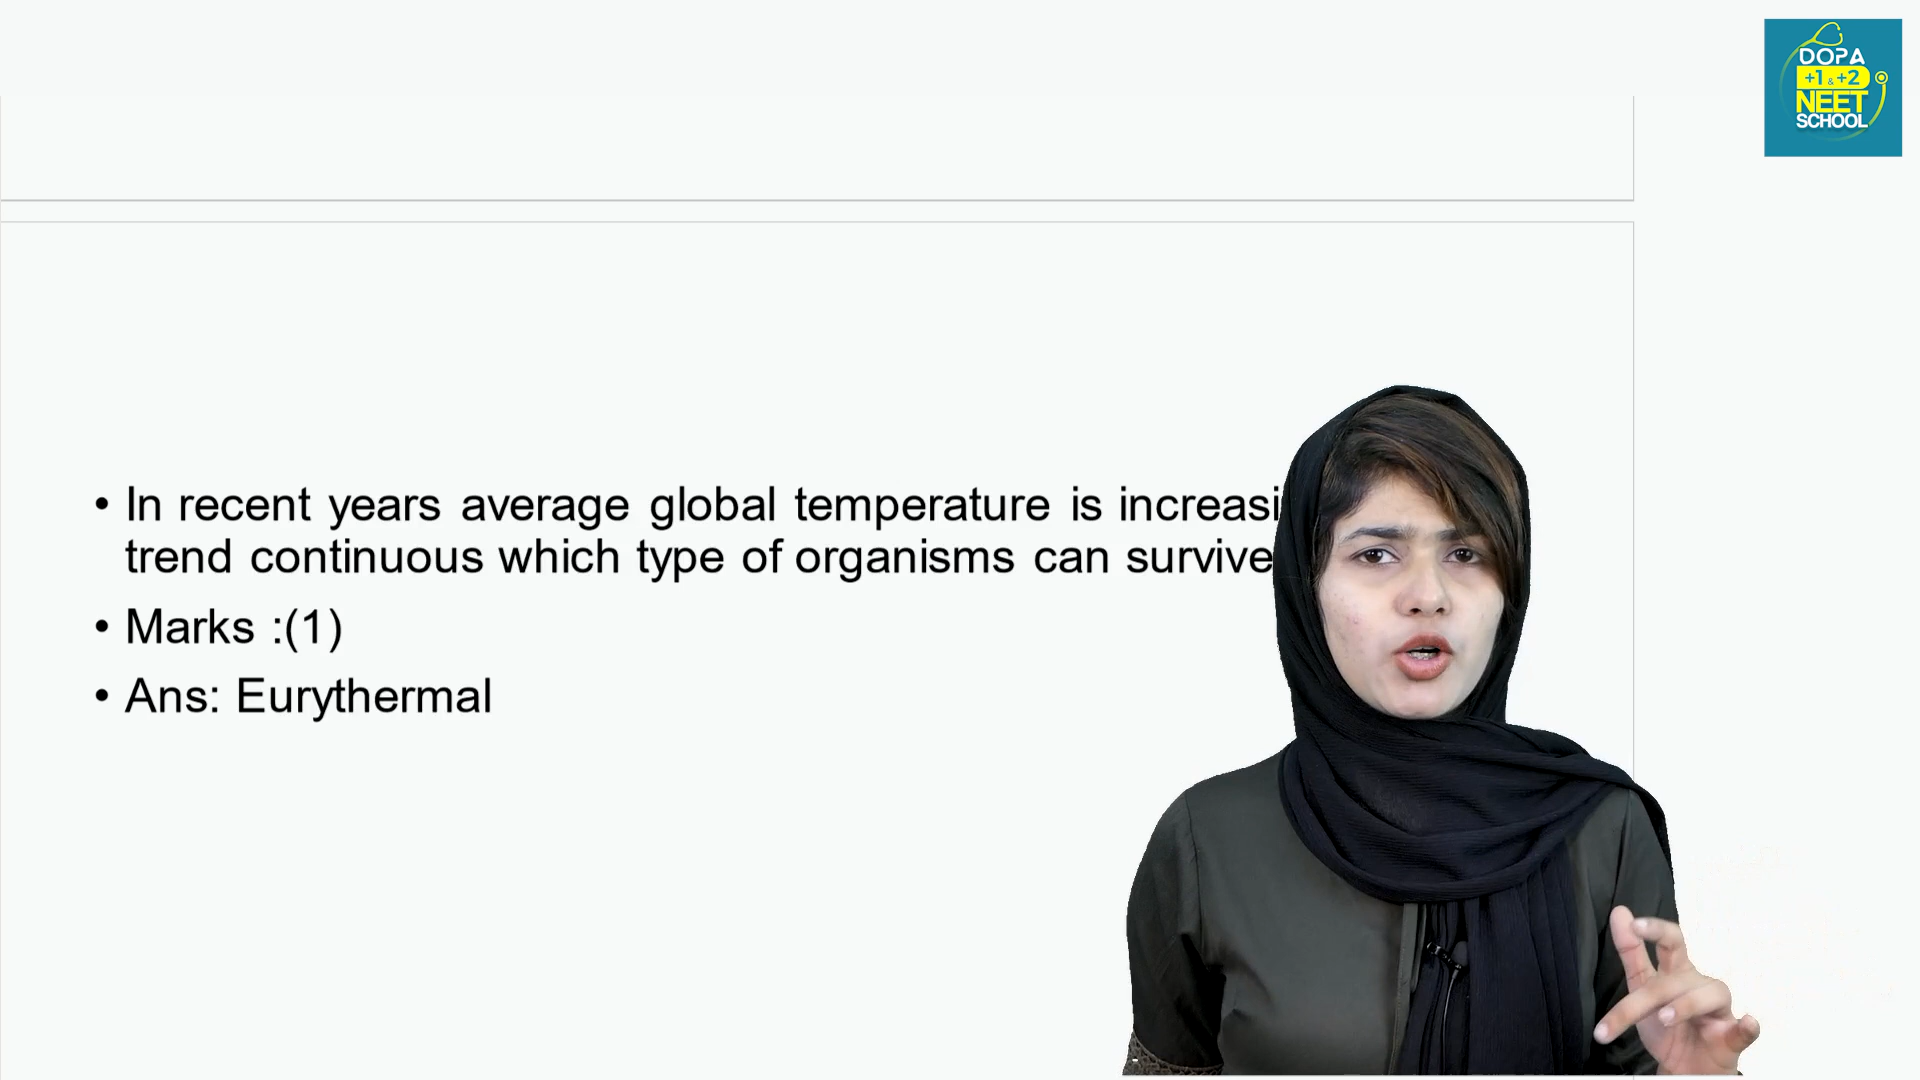 DOPA
+1 & +2
NEET
SCHOOL
• In recent years average global temperature is
trend continuous which type of organisms can survive
• Marks :(1)
• Ans: Eurythermal